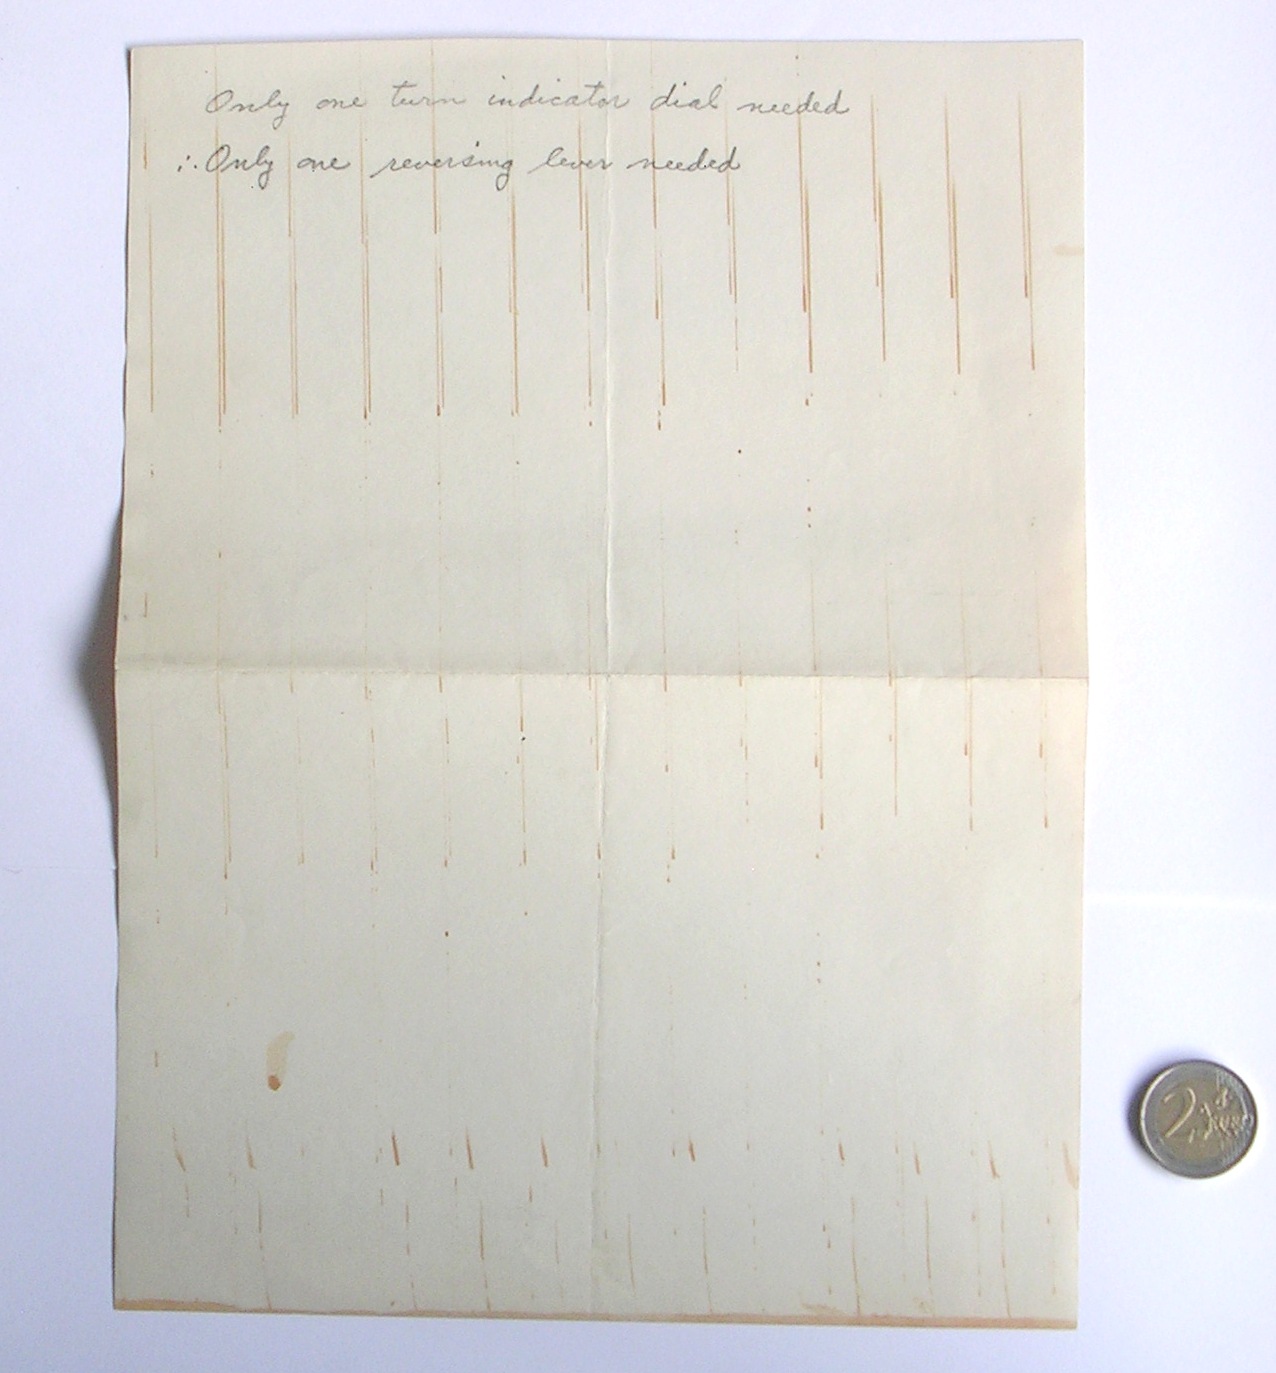 Only one turn indicator dial needed
∴ Only one reversing lever needed
2